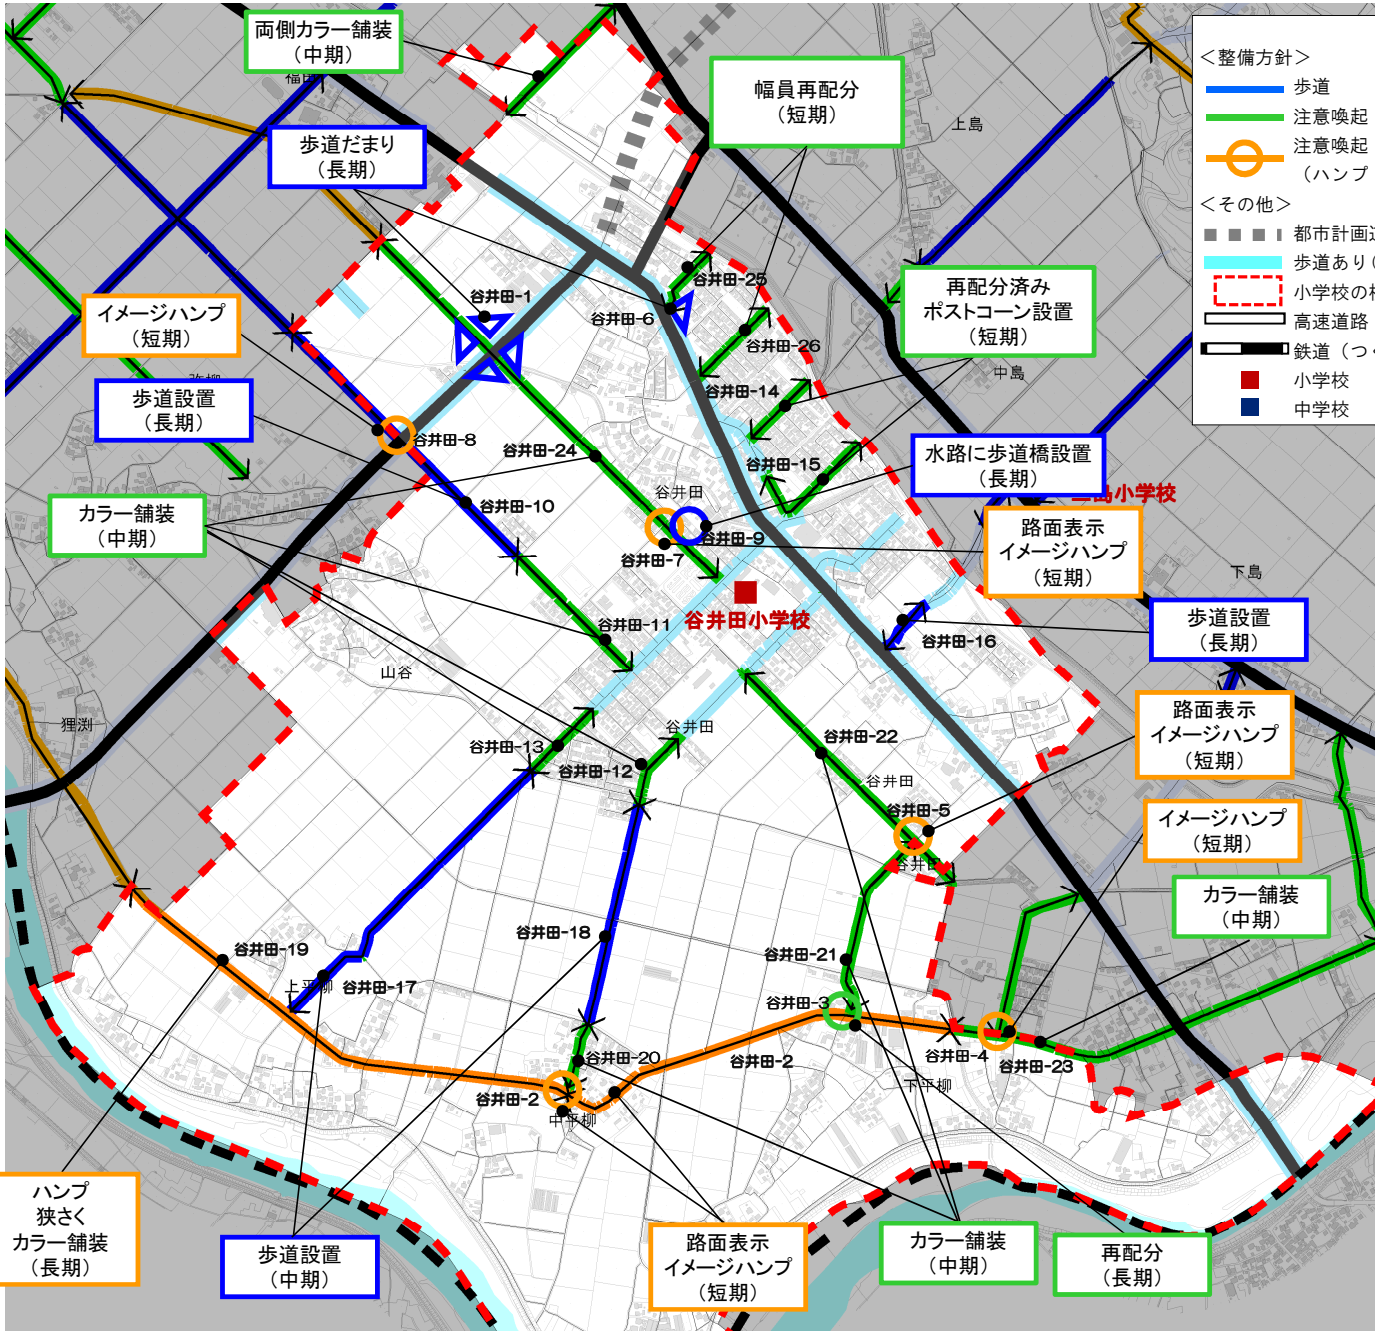 両側カラー舗装
（中期）
歩道だまり
（長期）
幅員再配分
（短期）
＜整備方針＞
歩道
注意喚起
注意喚起
（ハンプ
＜その他＞
歩道あり（
高速道路
小学校
中学校
上島
中島
下島
イメージハンプ
（短期）
歩道設置
（長期）
カラー舗装
（中期）
再配分済み
ポストコーン設置
（短期）
水路に歩道橋設置
（長期）
路面表示
イメージハンプ
（短期）
歩道設置
（長期）
路面表示
イメージハンプ
（短期）
イメージハンプ
（短期）
カラー舗装
（中期）
谷井田-1
谷井田-25
谷井田-6
谷井田-26
谷井田-14
谷井田-8
谷井田-24
谷井田-15
谷井田
谷井田-10
谷井田-9
谷井田-7
谷井田小学校
谷井田-11
谷井田-16
山谷
狸渕
谷井田
谷井田-13
谷井田-12
谷井田-22
谷井田
谷井田-5
谷井田
谷井田-18
谷井田-19
谷井田-17
上平柳
谷井田-21
谷井田-3
谷井田-20
谷井田-2
谷井田-2
谷井田-4
谷井田-23
下平柳
中平柳
ハンプ
狭さく
カラー舗装
（長期）
歩道設置
（中期）
路面表示
イメージハンプ
（短期）
カラー舗装
（中期）
再配分
（長期）